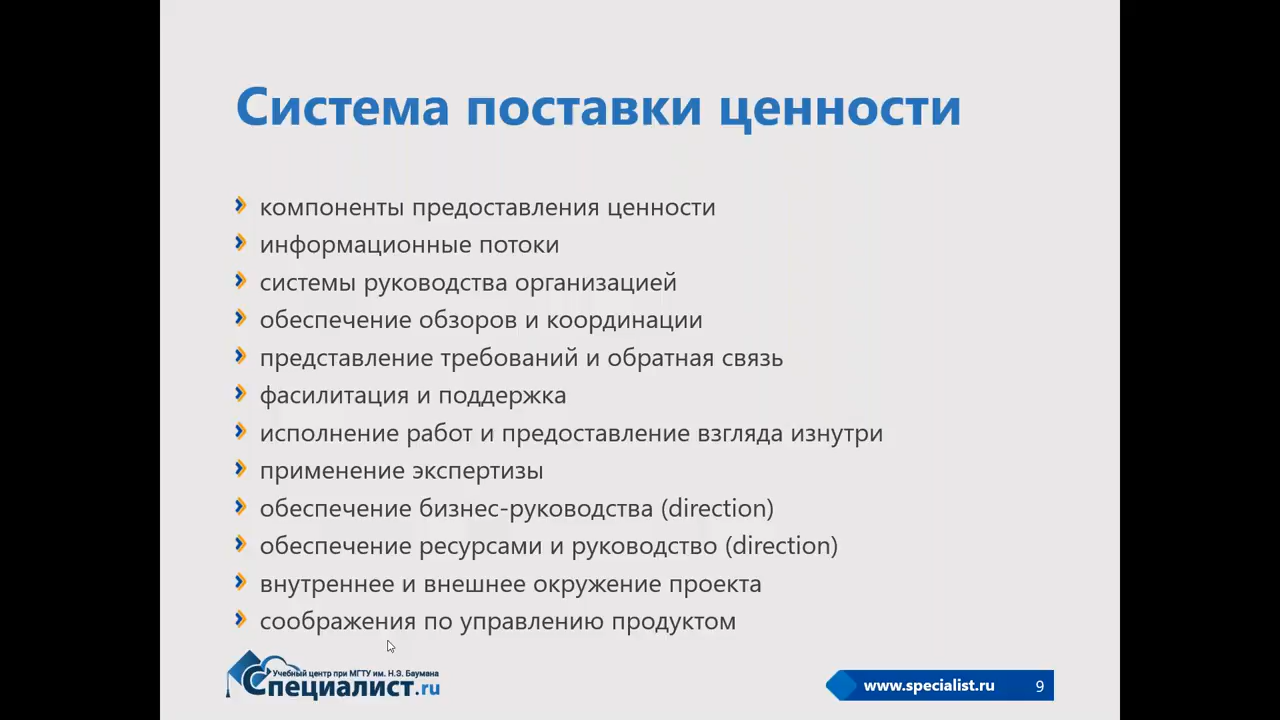 Система поставки ценности
компоненты предоставления ценности
информационные потоки
системы руководства организацией
обеспечение обзоров и координации
представление требований и обратная связь
фасилитация и поддержка
исполнение работ и предоставление взгляда изнутри
применение экспертизы
обеспечение бизнес-руководства (direction)
обеспечение ресурсами и руководство (direction)
внутреннее и внешнее окружение проекта
соображения по управлению продуктом
Учебный центр при МГТУ им. Н.Э. Баумана
Специалист.ru
www.specialist.ru 9